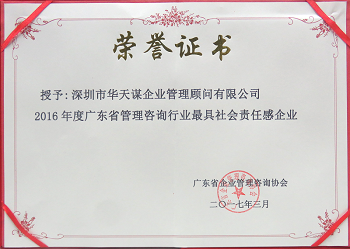 荣誉证书
授予:深圳市华天谋企业管理顾问有限公司
2016年度广东省管理咨询行业最具社会责任感企业
广东省企业管理咨询协会
二〇一七年三月